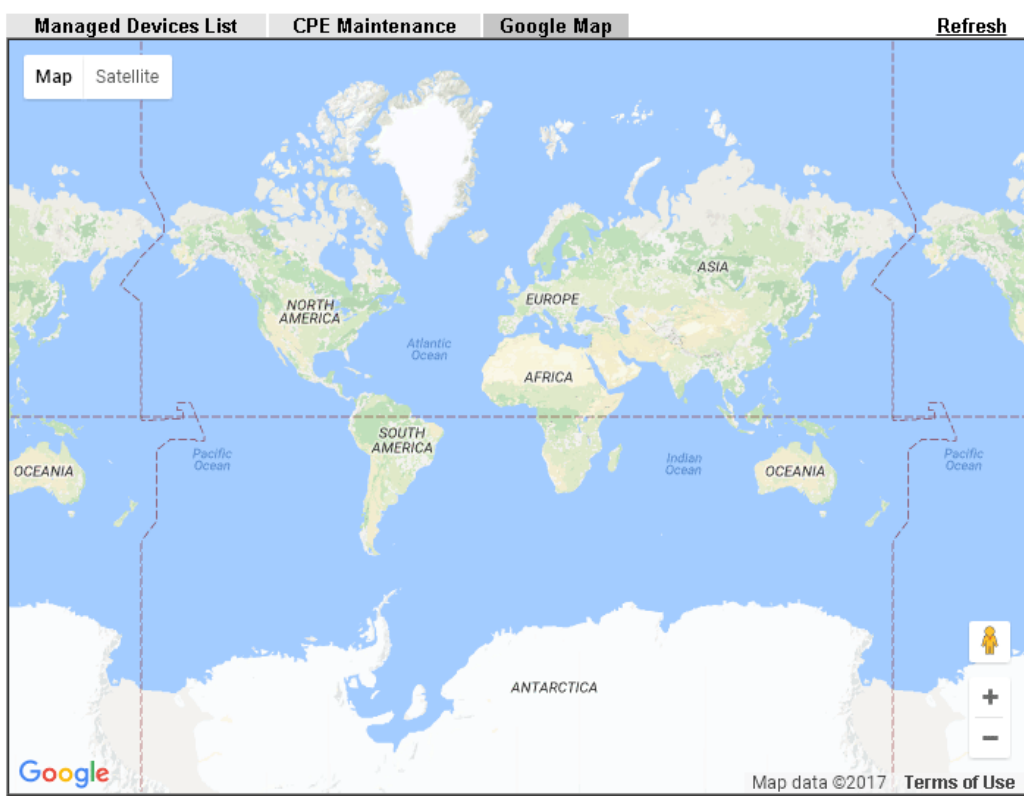 Managed Devices List CPE Maintenance Google Map Refresh
Map Satellite
ASIA
EUROPE
NORTH
AMERICA
Atlantic
Ocean
AFRICA
SOUTH
AMERICA
Pacific
Ocean
Indian
Ocean
Pacific
Ocean
OCEANIA
OCEANIA
ANTARCTICA
+
−
Google
Map data ©2017 Terms of Use